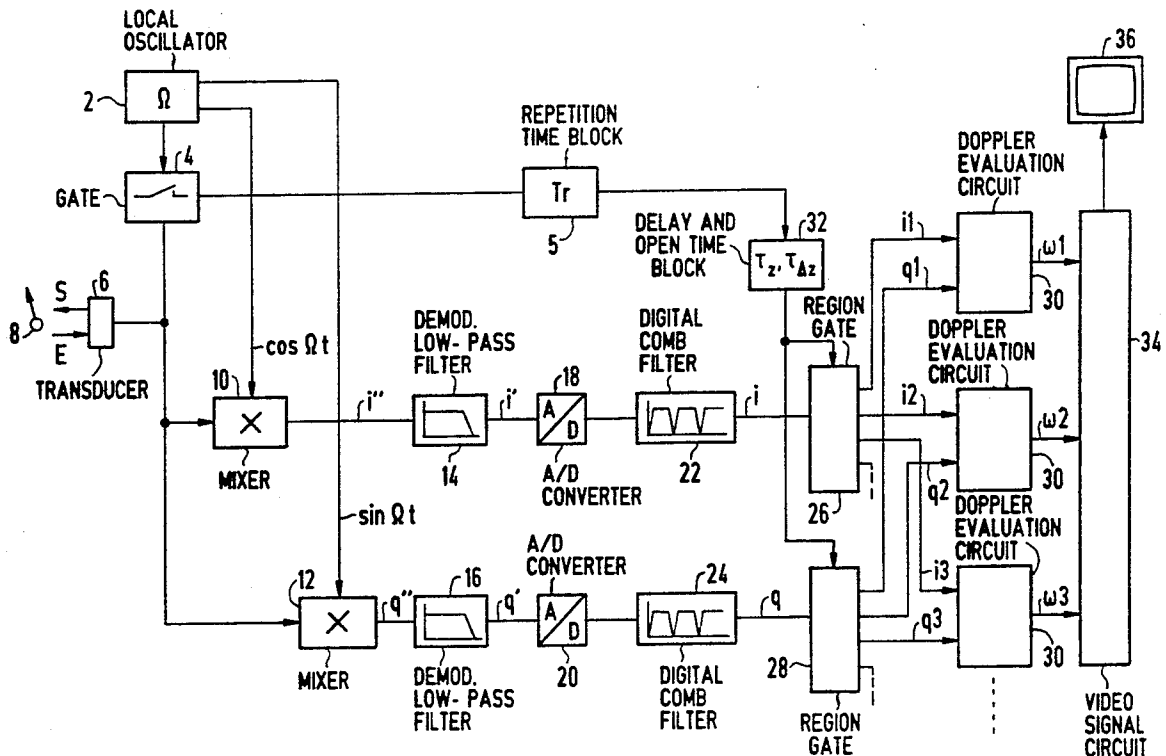 LOCAL
OSCILLATOR
Ω
2
4
GATE
REPETITION
TIME BLOCK
Tr
5
36
DOPPLER
EVALUATION
CIRCUIT
DELAY AND
OPEN TIME
BLOCK
32
τz, τΔz
i1
q1
ω1
30
6
S
8
E
TRANSDUCER
cos Ωt
10
MIXER
i''
DEMOD.
LOW- PASS
FILTER
14
i'
18
A
D
A/D
CONVERTER
DIGITAL
COMB
FILTER
22
i
REGION
GATE
26
DOPPLER
EVALUATION
CIRCUIT
i2
q2
ω2
30
34
sin Ωt
12
MIXER
q''
16
DEMOD.
LOW- PASS
FILTER
q'
A/D
CONVERTER
A
D
20
24
DIGITAL
COMB
FILTER
q
28
REGION
GATE
DOPPLER
EVALUATION
CIRCUIT
i3
q3
ω3
30
VIDEO
SIGNAL
CIRCUIT